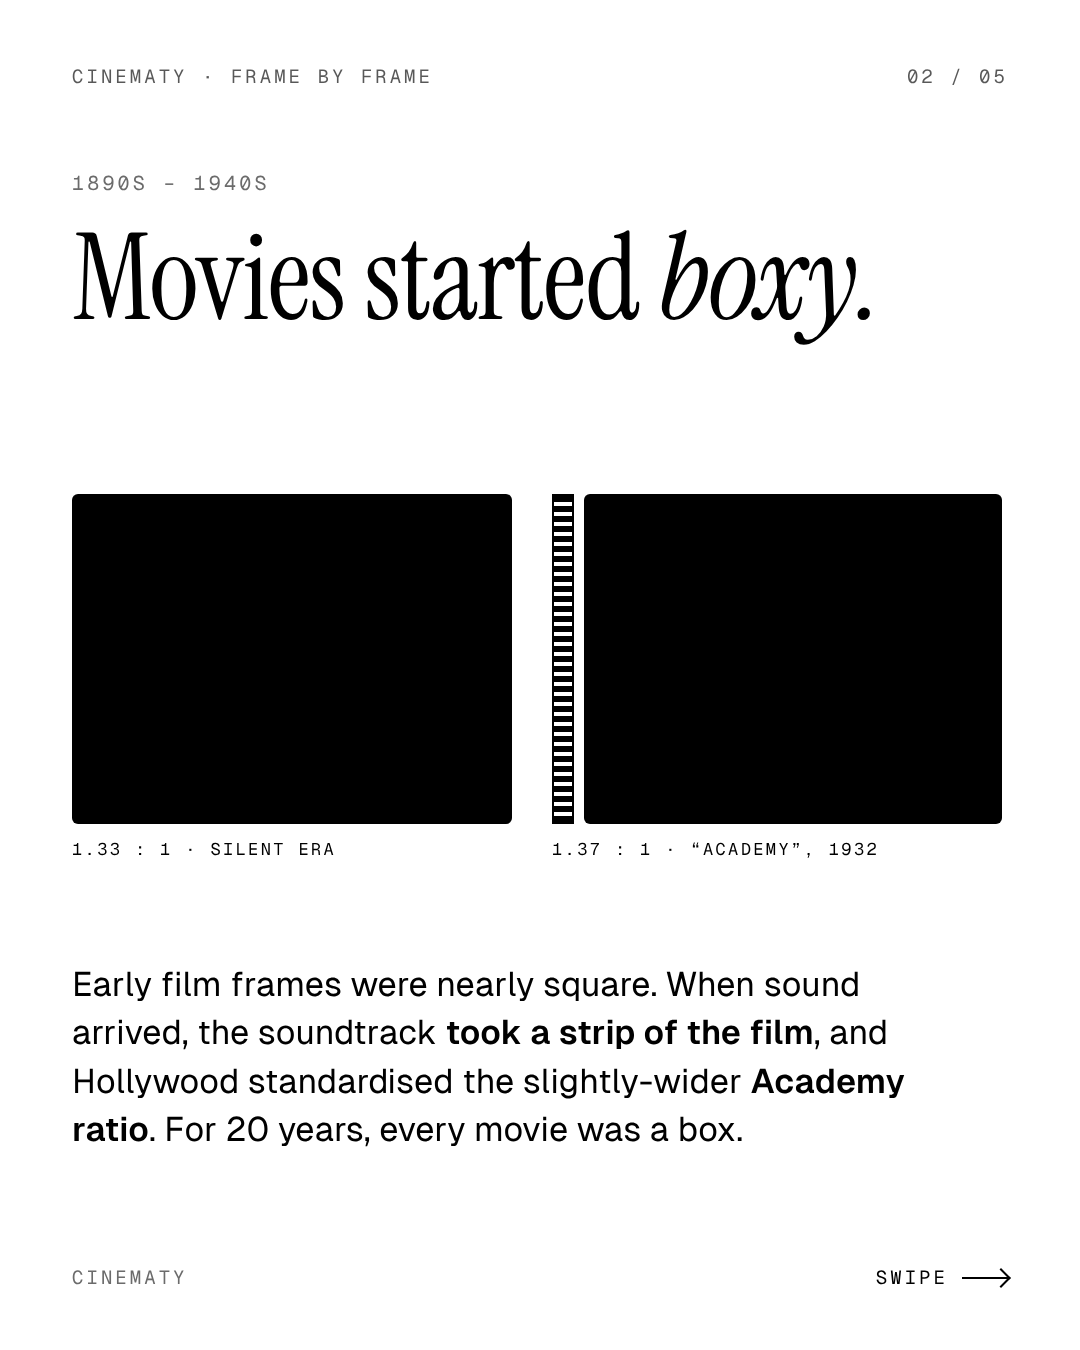 CINEMATY · FRAME BY FRAME
02 / 05
1890S – 1940S
Movies started boxy.
1.33 : 1 · SILENT ERA
1.37 : 1 · “ACADEMY”, 1932
Early film frames were nearly square. When sound
arrived, the soundtrack took a strip of the film, and
Hollywood standardised the slightly-wider Academy
ratio. For 20 years, every movie was a box.
CINEMATY
SWIPE